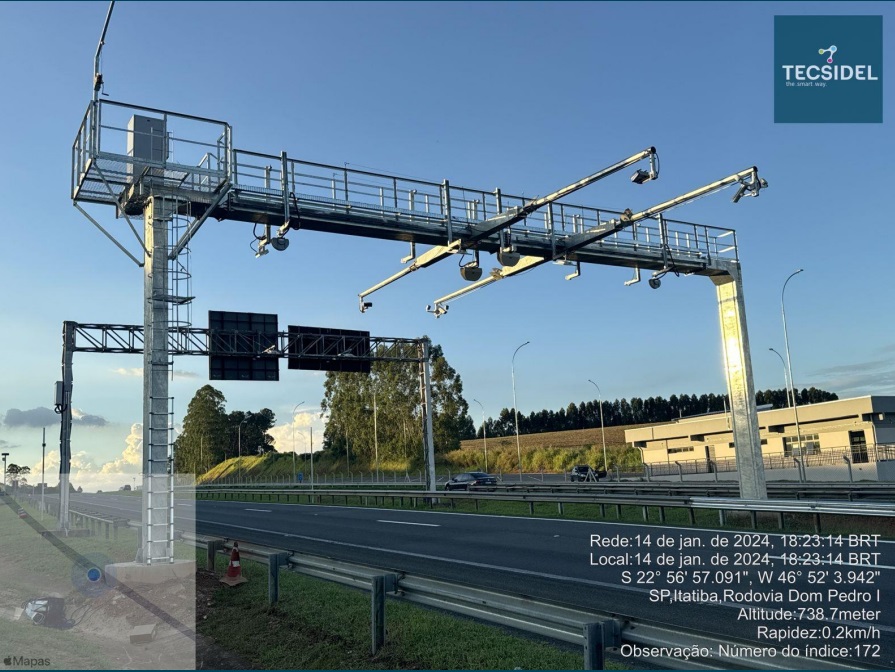 TECSIDEL
the smart way.
Rede:14 de jan. de 2024, 18:23:14 BRT
Local:14 de jan. de 2024, 18:23:14 BRT
S 22° 56' 57.091", W 46° 52' 3.942"
SP,Itatiba,Rodovia Dom Pedro I
Altitude:738.7meter
Rapidez:0.2km/h
Observação: Número do índice:172
Mapas